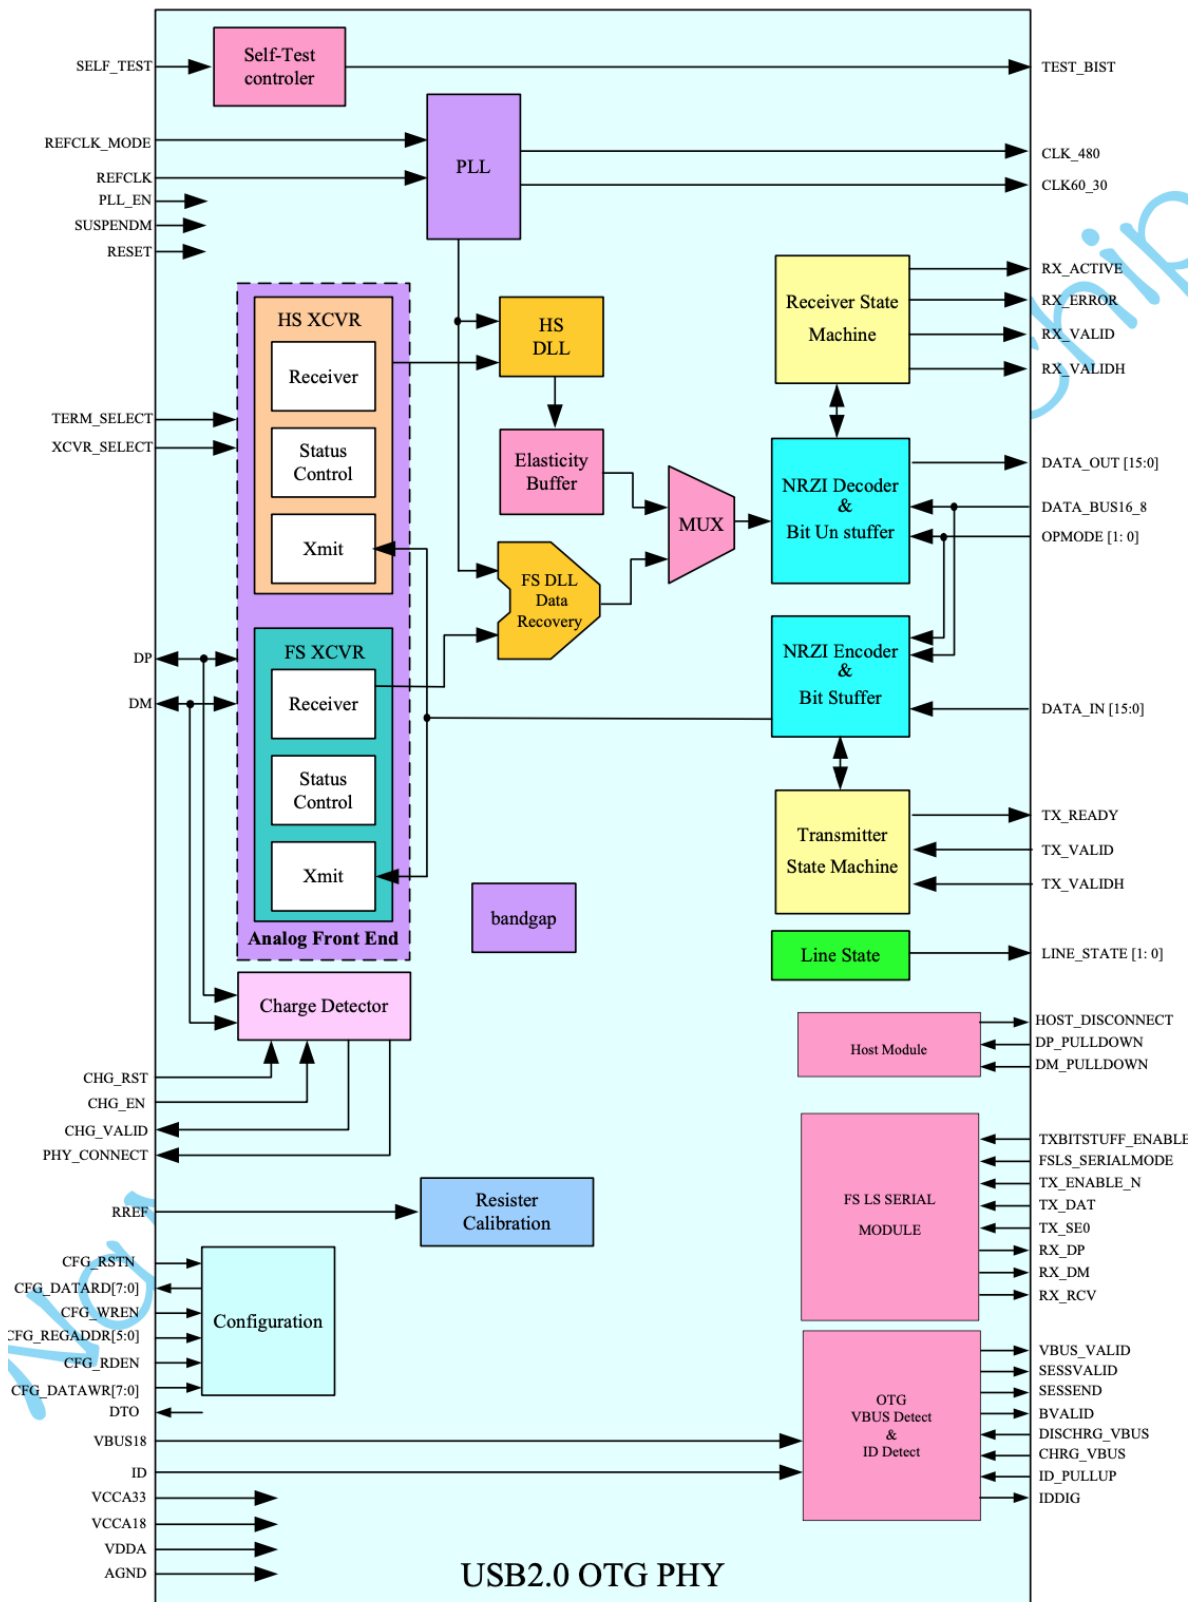 SELF_TEST
Self-Test
controler
TEST_BIST
REFCLK_MODE
REFCLK
PLL_EN
SUSPENDM
RESET
PLL
CLK_480
CLK60_30
HS XCVR
Receiver
Status
Control
Xmit
TERM_SELECT
XCVR_SELECT
HS
DLL
Elasticity
Buffer
MUX
FS DLL
Data
Recovery
Receiver State
Machine
RX_ACTIVE
RX_ERROR
RX_VALID
RX_VALIDH
NRZI Decoder
&
Bit Un stuffer
DATA_OUT [15:0]
DATA_BUS16_8
OPMODE [1: 0]
DP
DM
FS XCVR
Receiver
Status
Control
Xmit
Analog Front End
NRZI Encoder
&
Bit Stuffer
DATA_IN [15:0]
Transmitter
State Machine
TX_READY
TX_VALID
TX_VALIDH
bandgap
Line State
LINE_STATE [1: 0]
Charge Detector
CHG_RST
CHG_EN
CHG_VALID
PHY_CONNECT
Host Module
HOST_DISCONNECT
DP_PULLDOWN
DM_PULLDOWN
RREF
Resister
Calibration
FS LS SERIAL
MODULE
TXBITSTUFF_ENABLE
FSLS_SERIALMODE
TX_ENABLE_N
TX_DAT
TX_SE0
RX_DP
RX_DM
RX_RCV
CFG_RSTN
CFG_DATARD[7:0]
CFG_WREN
CFG_REGADDR[5:0]
CFG_RDEN
CFG_DATAWR[7:0]
DTO
Configuration
VBUS18
ID
OTG
VBUS Detect
&
ID Detect
VBUS_VALID
SESSVALID
SESSEND
BVALID
DISCHRG_VBUS
CHRG_VBUS
ID_PULLUP
IDDIG
VCCA33
VCCA18
VDDA
AGND
USB2.0 OTG PHY